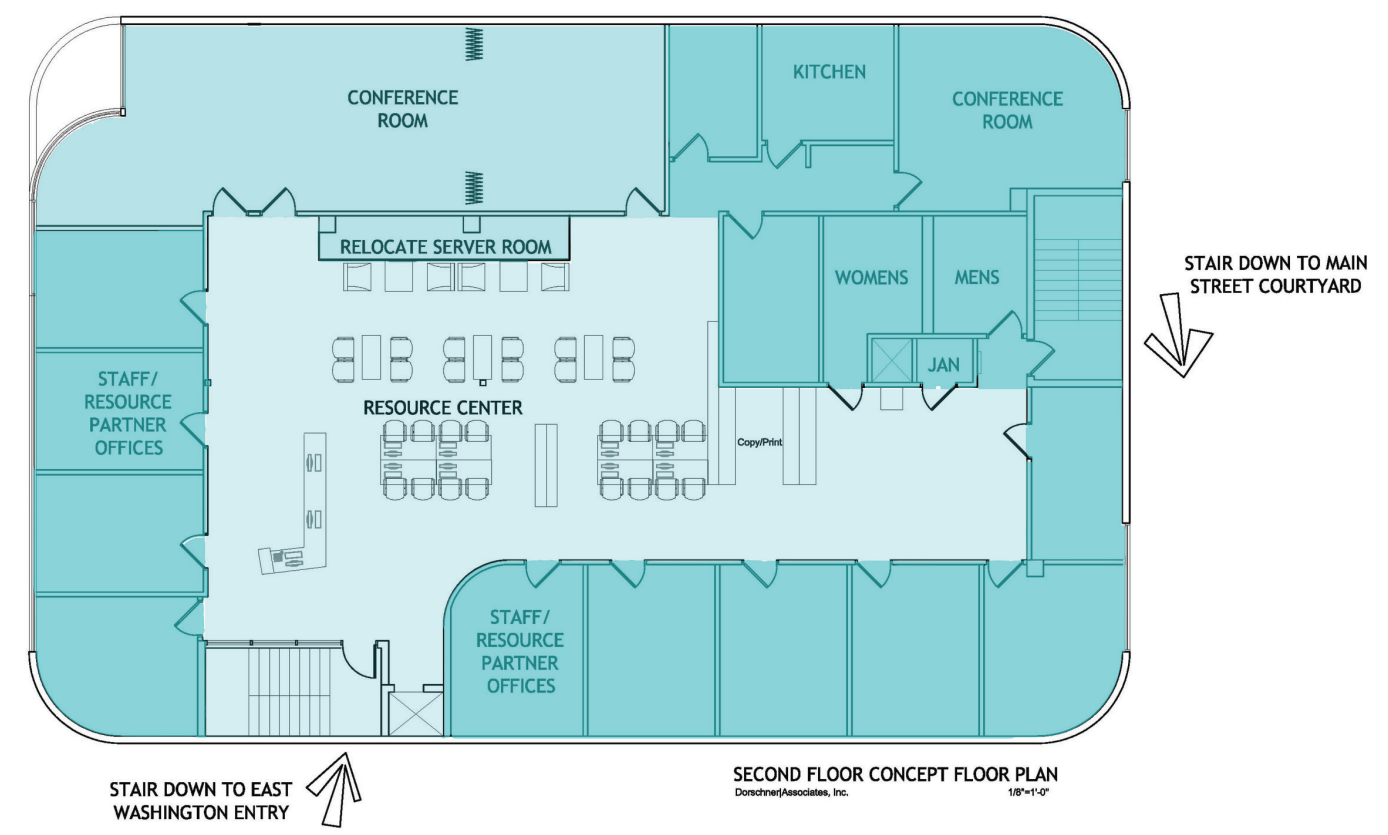 KITCHEN
CONFERENCE
ROOM
CONFERENCE
ROOM
RELOCATE SERVER ROOM
WOMENS
MENS
STAIR DOWN TO MAIN
STREET COURTYARD
JAN
STAFF/
RESOURCE
PARTNER
OFFICES
RESOURCE CENTER
Copy/Print
STAFF/
RESOURCE
PARTNER
OFFICES
STAIR DOWN TO EAST
WASHINGTON ENTRY
SECOND FLOOR CONCEPT FLOOR PLAN
Dorschner|Associates, Inc.
1/8"=1'-0"